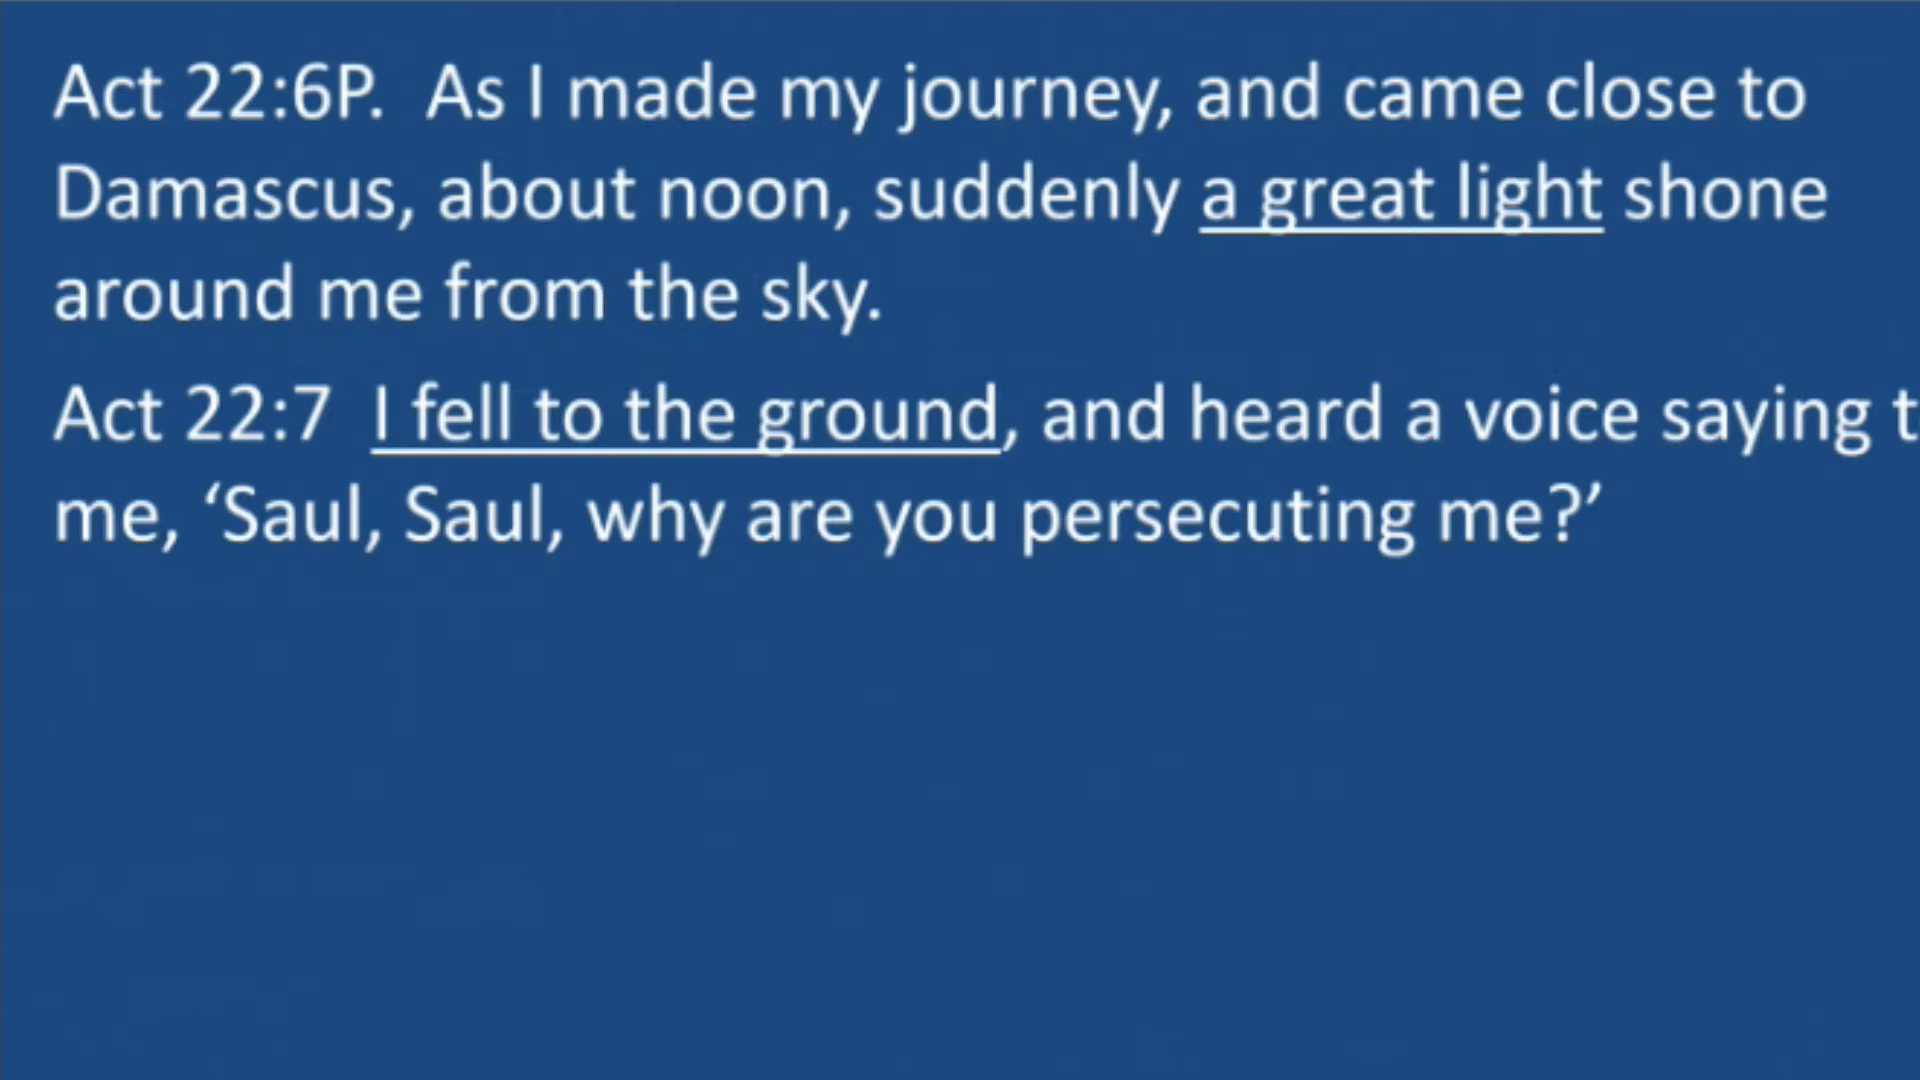 Act 22:6P.  As I made my journey, and came close to
Damascus, about noon, suddenly a great light shone
around me from the sky.
Act 22:7  I fell to the ground, and heard a voice saying t
me, ‘Saul, Saul, why are you persecuting me?’